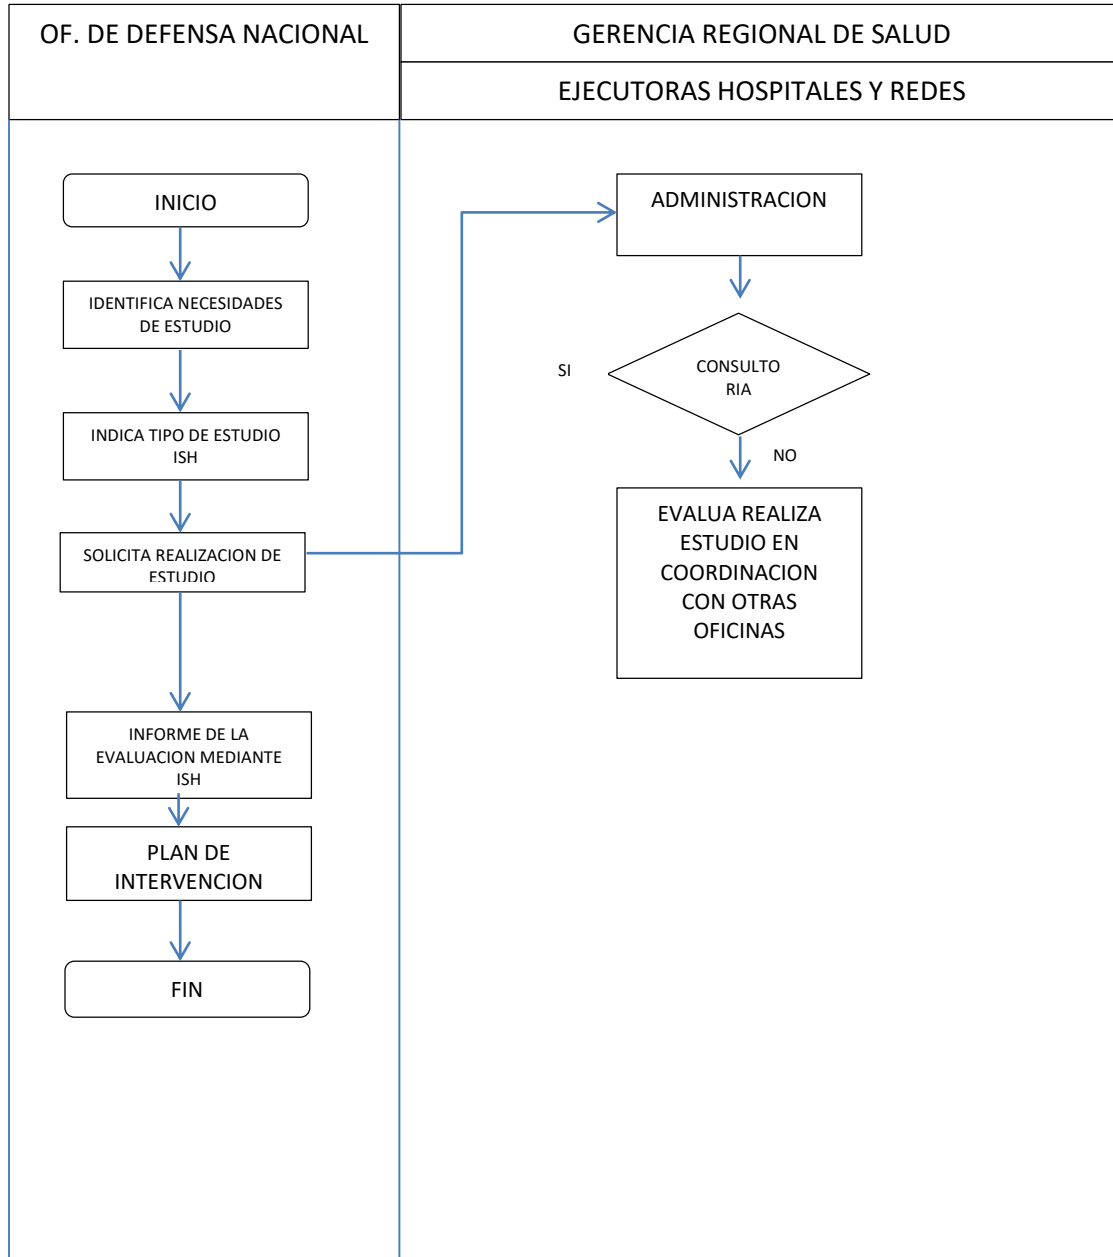 OF. DE DEFENSA NACIONAL
GERENCIA REGIONAL DE SALUD
EJECUTORAS HOSPITALES Y REDES
INICIO
IDENTIFICA NECESIDADES
DE ESTUDIO
INDICA TIPO DE ESTUDIO
ISH
SOLICITA REALIZACION DE
ESTUDIO
INFORME DE LA
EVALUACION MEDIANTE
ISH
PLAN DE
INTERVENCION
FIN
ADMINISTRACION
SI
CONSULTO
RIA
NO
EVALUA REALIZA
ESTUDIO EN
COORDINACION
CON OTRAS
OFICINAS